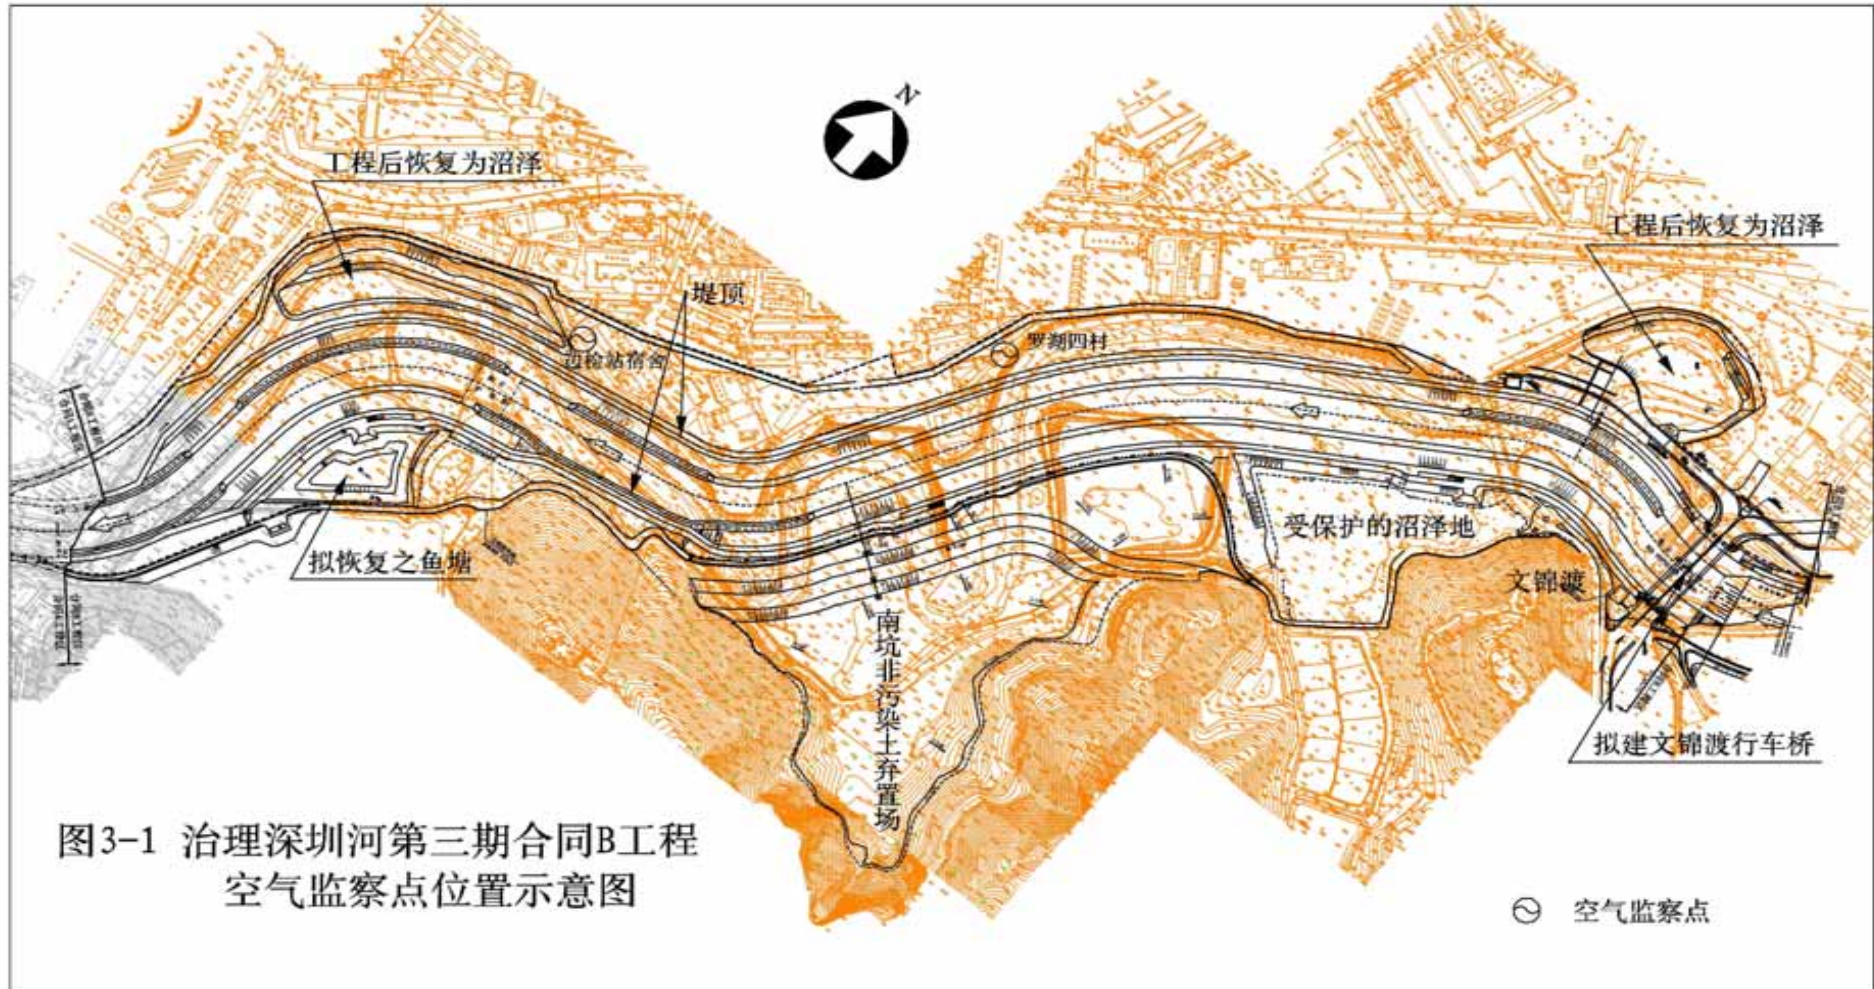 N
工程后恢复为沼泽
工程后恢复为沼泽
堤顶
罗湖四村
边检站宿舍
受保护的沼泽地
拟恢复之鱼塘
文锦渡
南坑非污染土弃置场
拟建文锦渡行车桥
图3-1 治理深圳河第三期合同B工程
空气监察点位置示意图
空气监察点